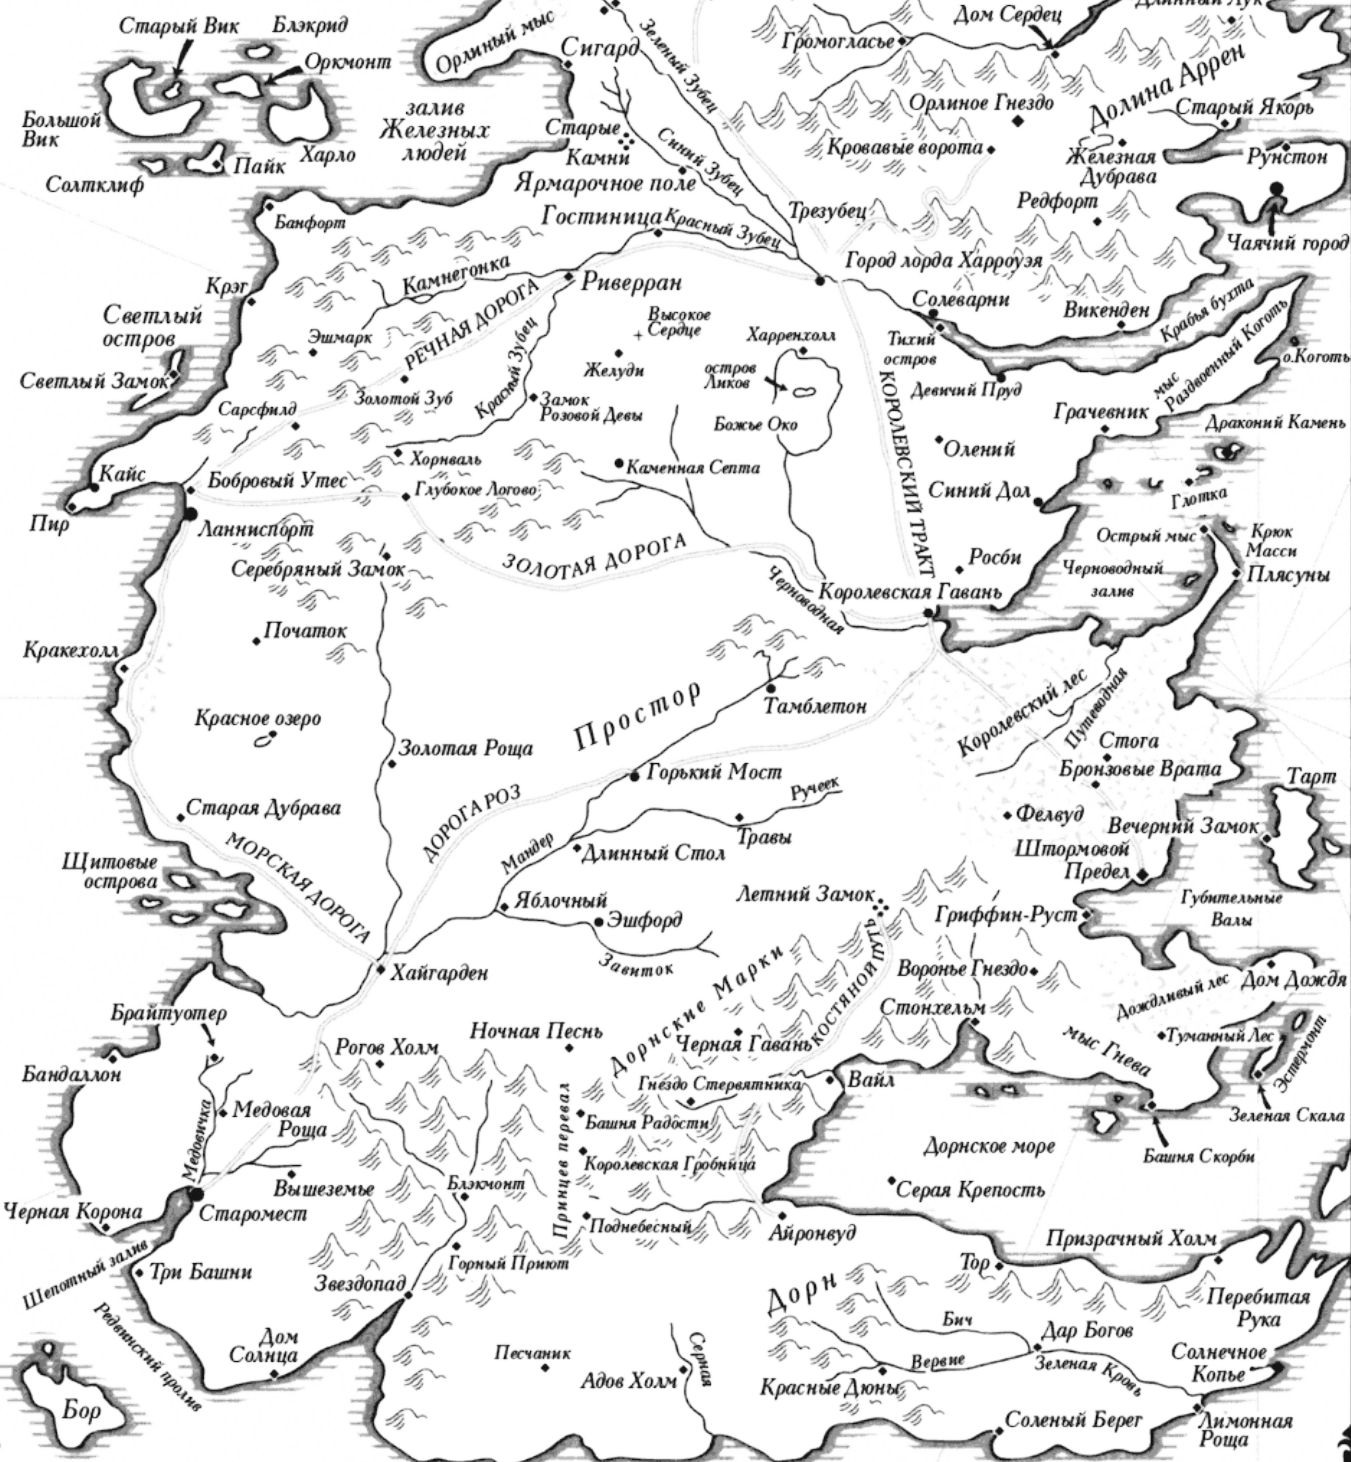 Длинный Лук
Дом Сердец
Старый Вик
Блэкрид
Орлиный мыс
Зеленый Зубец
Громогласье
Сигард
Оркмонт
Долина Аррен
Большой
Вик
залив
Железных
людей
Орлиное Гнездо
Старый Якорь
Старые
Камни
Синий Зубец
Кровавые ворота
Железная
Дубрава
Рунстон
Харло
Пайк
Солтклиф
Ярмарочное поле
Банфорт
Гостиница
Красный Зубец
Трезубец
Редфорт
Чаячий город
Камнегонка
Риверран
Город лорда Харроуэя
Крэг
Светлый
остров
РЕЧНАЯ ДОРОГА
Высокое
Сердце
Солеварни
Викенден
Крабья бухта
Эшмарк
Красный Зубец
Харренхолл
Тихий
остров
мыс
Раздвоенный Коготь
о.Коготь
Светлый Замок
Золотой Зуб
Желуди
остров
Ликов
Девичий Пруд
Сарсфилд
Замок
Розовой Девы
Божье Око
КОРОЛЕВСКИЙ ТРАКТ
Грачевник
Драконий Камень
Олений
Кайс
Бобровый Утес
Хорнваль
Каменная Септа
Глубокое Логово
Синий Дол
Глотка
Пир
Ланниспорт
ЗОЛОТАЯ ДОРОГА
Острый мыс
Крюк
Масси
Серебряный Замок
Росби
Черноводный
залив
Плясуны
Черноводная
Королевская Гавань
Початок
Кракехолл
Простор
Тамблетон
Королевский лес
Путеводная
Красное озеро
Золотая Роща
Стога
Горький Мост
Бронзовые Врата
Тарт
Ручеек
Старая Дубрава
ДОРОГА РОЗ
Травы
Фелвуд
Вечерний Замок
МОРСКАЯ ДОРОГА
Мандер
Длинный Стол
Штормовой
Предел
Щитовые
острова
Яблочный
Летний Замок
Эшфорд
Гриффин-Руст
Губительные
Валы
Завиток
Хайгарден
Дорнские Марки
КОСТЯНОЙ ПУТЬ
Воронье Гнездо
Дождливый лес
Дом Дождя
Брайтуотер
Ночная Песнь
Стонхельм
Рогов Холм
Черная Гавань
мыс Гнева
Туманный Лес
Эстермонт
Бандаллон
Гнездо Стервятника
Вайл
Медовичка
Медовая
Роща
Принцев перевал
Башня Радости
Зеленая Скала
Дорнское море
Башня Скорби
Королевская Гробница
Вышеземье
Блэкмонт
Серая Крепость
Черная Корона
Старомест
Поднебесный
Айронвуд
Шепотный залив
Три Башни
Горный Приют
Призрачный Холм
Звездопад
Тор
Дорн
Перебитая
Рука
Редвинский пролив
Дом
Солнца
Бич
Дар Богов
Песчаник
Серная
Вервие
Зеленая Кровь
Солнечное
Копье
Адов Холм
Красные Дюны
Бор
Соленый Берег
Лимонная
Роща